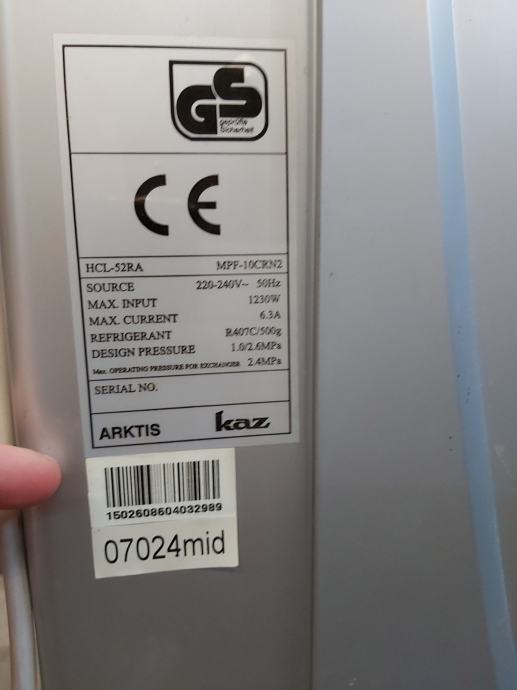 GS
geprüfte
Sicherheit
CE
HCL-52RA MPF-10CRN2
SOURCE 220-240V~ 50Hz
MAX. INPUT 1230W
MAX. CURRENT 6.3A
REFRIGERANT R407C/500g
DESIGN PRESSURE 1.0/2.6MPa
Max. OPERATING PRESSURE FOR EXCHANGER 2.4MPa
SERIAL NO.
ARKTIS kaz
1502608604032989
07024mid